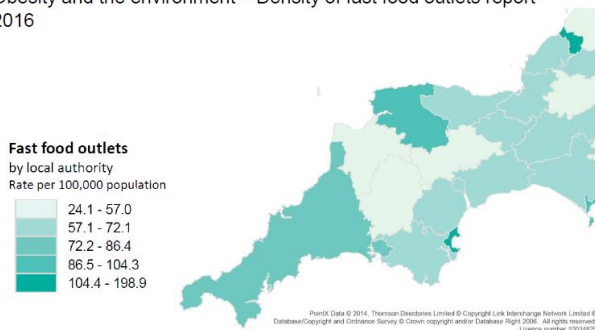 Obesity and the environment – Density of fast food outlets report
2016
Fast food outlets
by local authority
Rate per 100,000 population
24.1 - 57.0
57.1 - 72.1
72.2 - 86.4
86.5 - 104.3
104.4 - 198.9
PointX Data © 2014, Thomson Directories Limited © Copyright Link Interchange Network Limited ©
Database/Copyright and Ordnance Survey © Crown copyright and/or Database Right 2006. All rights reserved
Licence number